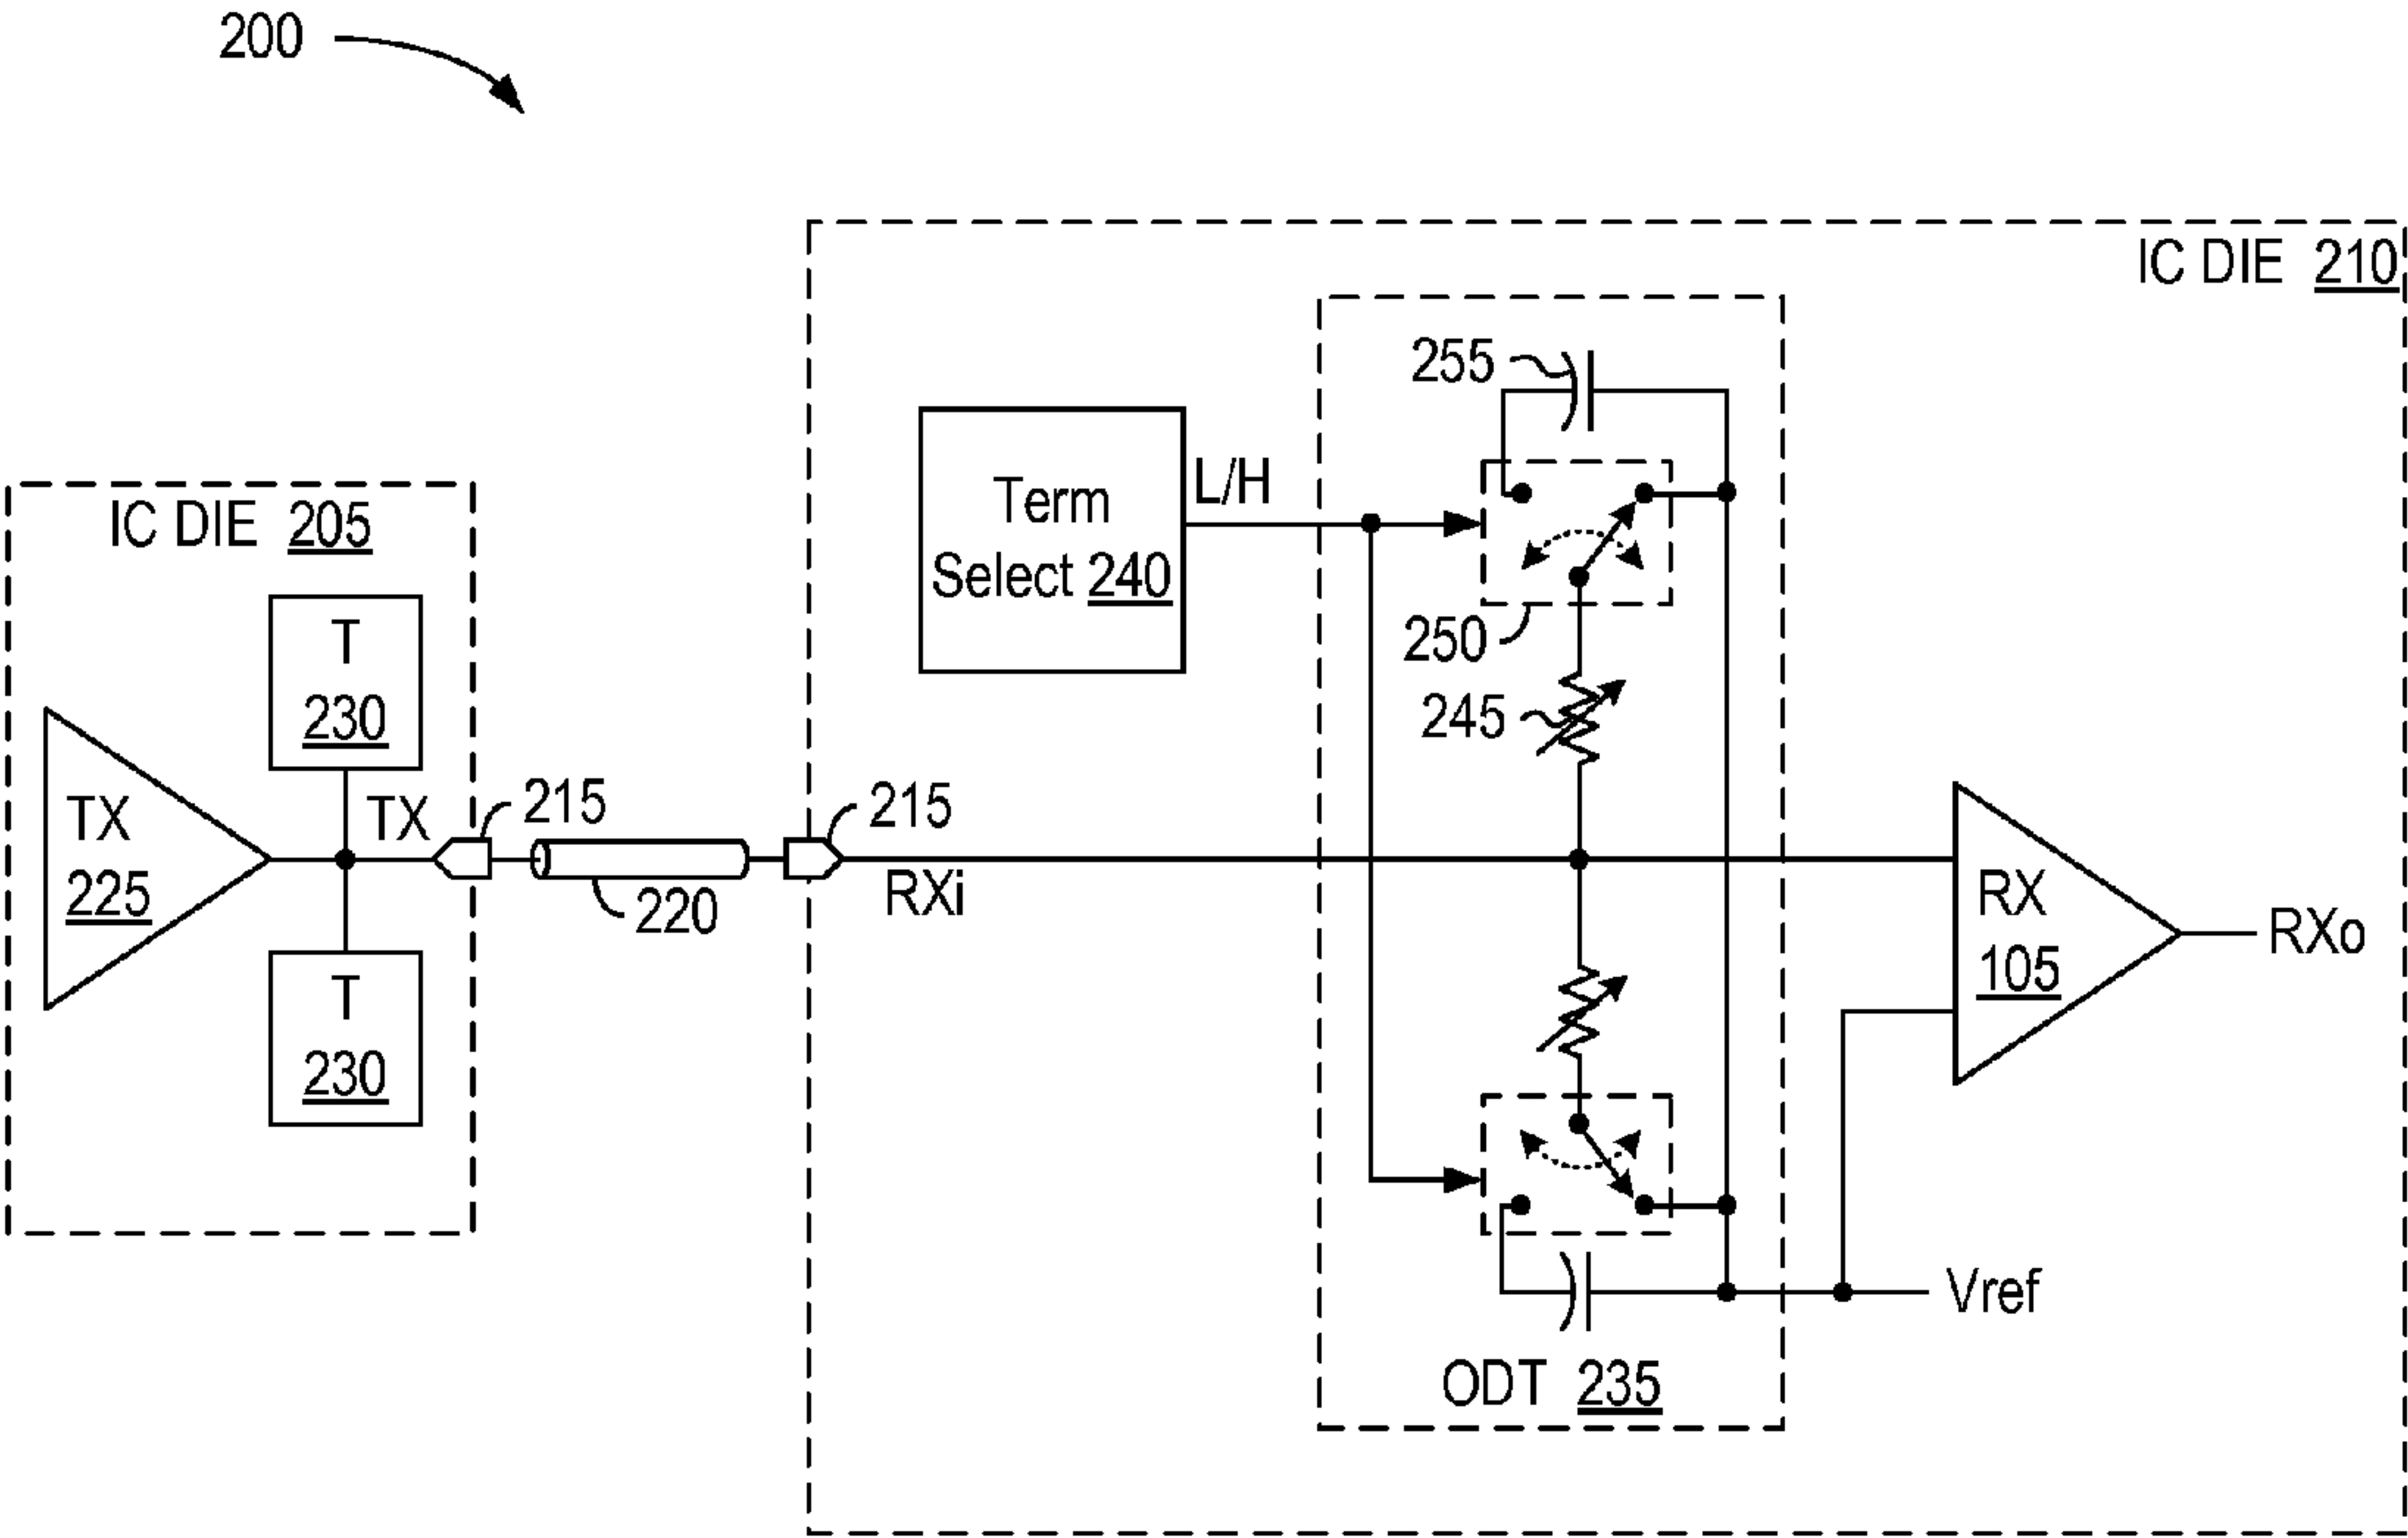 200
IC DIE 210
255
Term
Select 240
L/H
IC DIE 205
T
230
250
245
TX
225
TX
215
220
215
RXi
RX
105
RXo
T
230
Vref
ODT 235